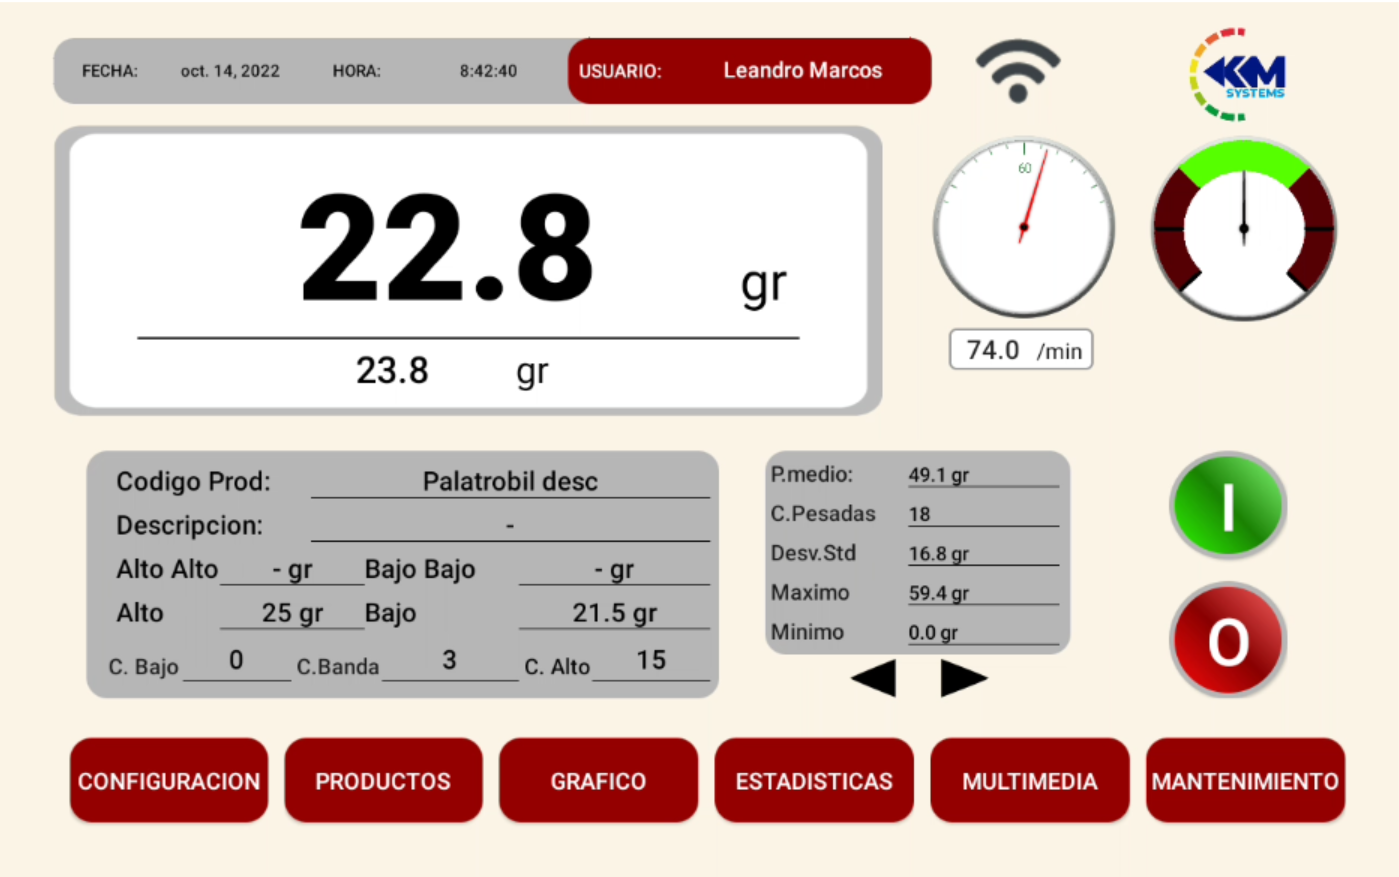 FECHA: oct. 14, 2022 HORA: 8:42:40 USUARIO: Leandro Marcos
KM
SYSTEMS
22.8 gr
23.8 gr
60
74.0 /min
Codigo Prod: Palatrobil desc
Descripcion: -
Alto Alto - gr Bajo Bajo - gr
Alto 25 gr Bajo 21.5 gr
C. Bajo 0 C.Banda 3 C. Alto 15
P.medio: 49.1 gr
C.Pesadas 18
Desv.Std 16.8 gr
Maximo 59.4 gr
Minimo 0.0 gr
I
O
CONFIGURACION PRODUCTOS GRAFICO ESTADISTICAS MULTIMEDIA MANTENIMIENTO